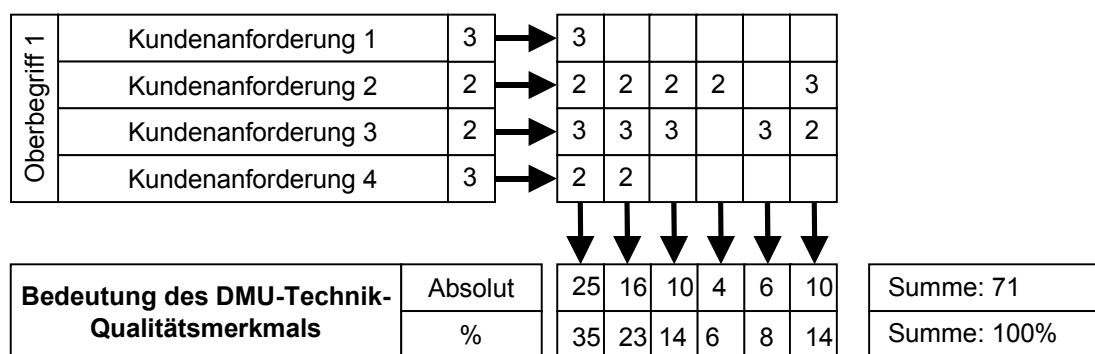 Oberbegriff 1
Kundenanforderung 1 3 3
Kundenanforderung 2 2 2 2 2 2 3
Kundenanforderung 3 2 3 3 3 3 2
Kundenanforderung 4 3 2 2
Bedeutung des DMU-Technik-
Qualitätsmerkmals
Absolut 25 16 10 4 6 10 Summe: 71
% 35 23 14 6 8 14 Summe: 100%